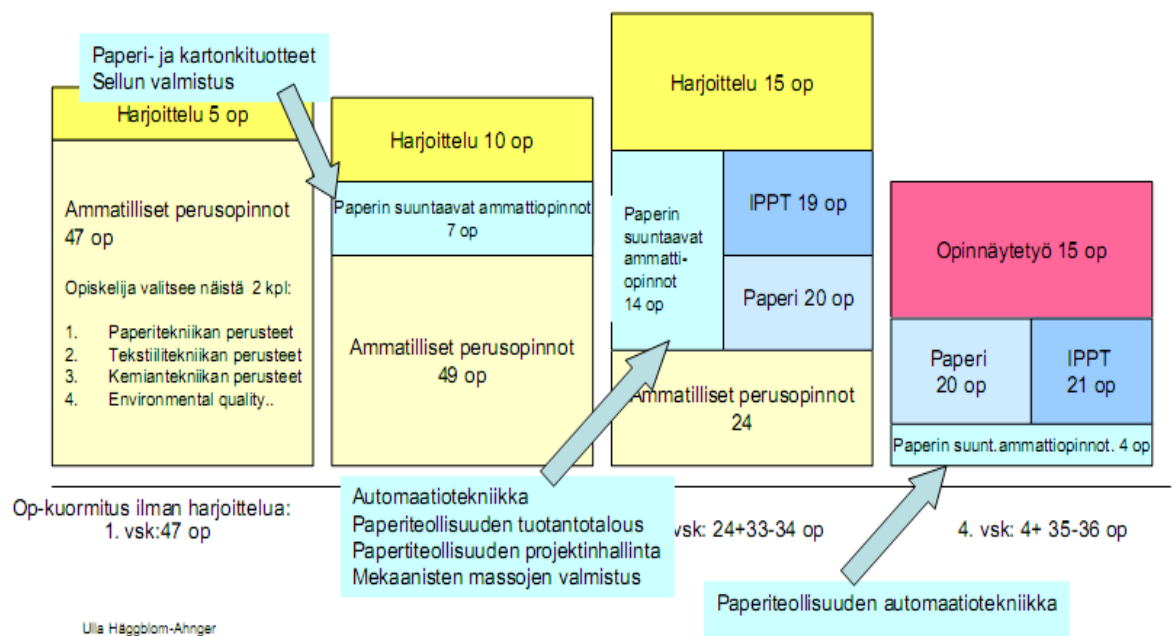 Paperi- ja kartonkituotteet
Sellun valmistus
Harjoittelu 5 op
Ammatilliset perusopinnot
47 op
Opiskelija valitsee näistä 2 kpl:
1. Paperitekniikan perusteet
2. Tekstiilitekniikan perusteet
3. Kemiantekniikan perusteet
4. Environmental quality..
Harjoittelu 10 op
Paperin suuntaavat ammattiopinnot
7 op
Ammatilliset perusopinnot
49 op
Harjoittelu 15 op
Paperin
suuntaavat
ammatti-
opinnot
14 op
IPPT 19 op
Paperi 20 op
Ammatilliset perusopinnot
24
Opinnäytetyö 15 op
Paperi
20 op
IPPT
21 op
Paperin suunt.ammattiopinnot. 4 op
Op-kuormitus ilman harjoittelua:
1. vsk:47 op
Automaatiotekniikka
Paperiteollisuuden tuotantotalous
Papertiteollisuuden projektinhallinta
Mekaanisten massojen valmistus
vsk: 24+33-34 op
4. vsk: 4+ 35-36 op
Paperiteollisuuden automaatiotekniikka
Ulla Häggblom-Ahnger